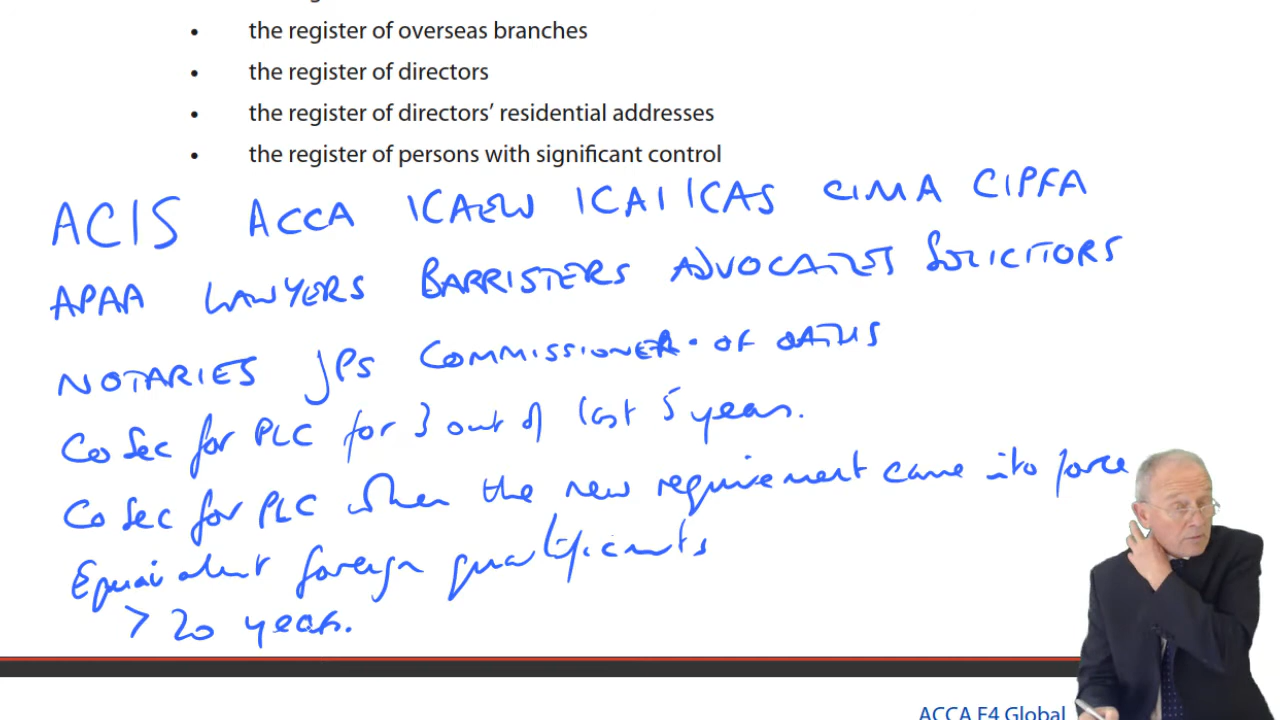 • the register of overseas branches
• the register of directors
• the register of directors’ residential addresses
• the register of persons with significant control
ACIS ACCA ICAEW ICAI ICAS CIMA CIPFA
APAA LAWYERS BARRISTERS ADVOCATES SOLICITORS
NOTARIES JPS COMMISSIONER OF OATHS
Co Sec for PLC for 3 out of last 5 years.
Co Sec for PLC when the new requirement came into force
Equivalent foreign
> 20 years.
ACCA F4 Global